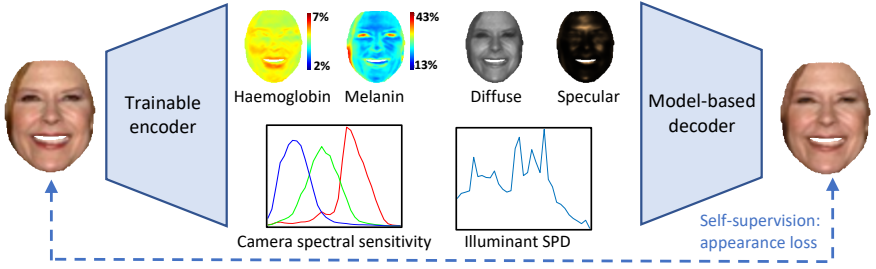 7%
2%
43%
13%
Haemoglobin
Melanin
Diffuse
Specular
Trainable
encoder
Model-based
decoder
Camera spectral sensitivity
Illuminant SPD
Self-supervision:
appearance loss